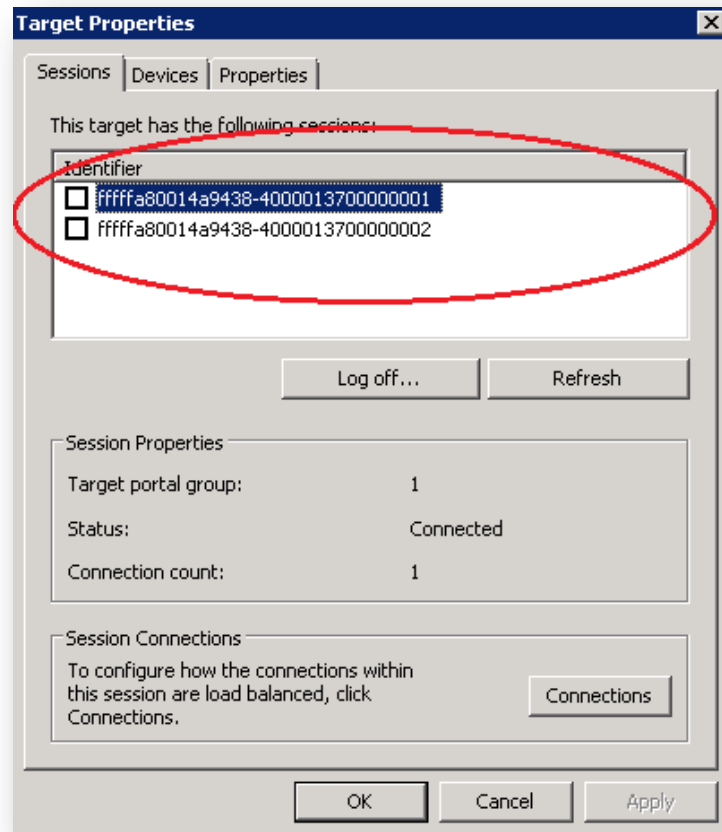 Target Properties
Sessions Devices Properties
This target has the following sessions:
Identifier
fffffa80014a9438-4000013700000001
fffffa80014a9438-4000013700000002
Log off... Refresh
Session Properties
Target portal group: 1
Status: Connected
Connection count: 1
Session Connections
To configure how the connections within
this session are load balanced, click
Connections.
Connections
OK Cancel Apply